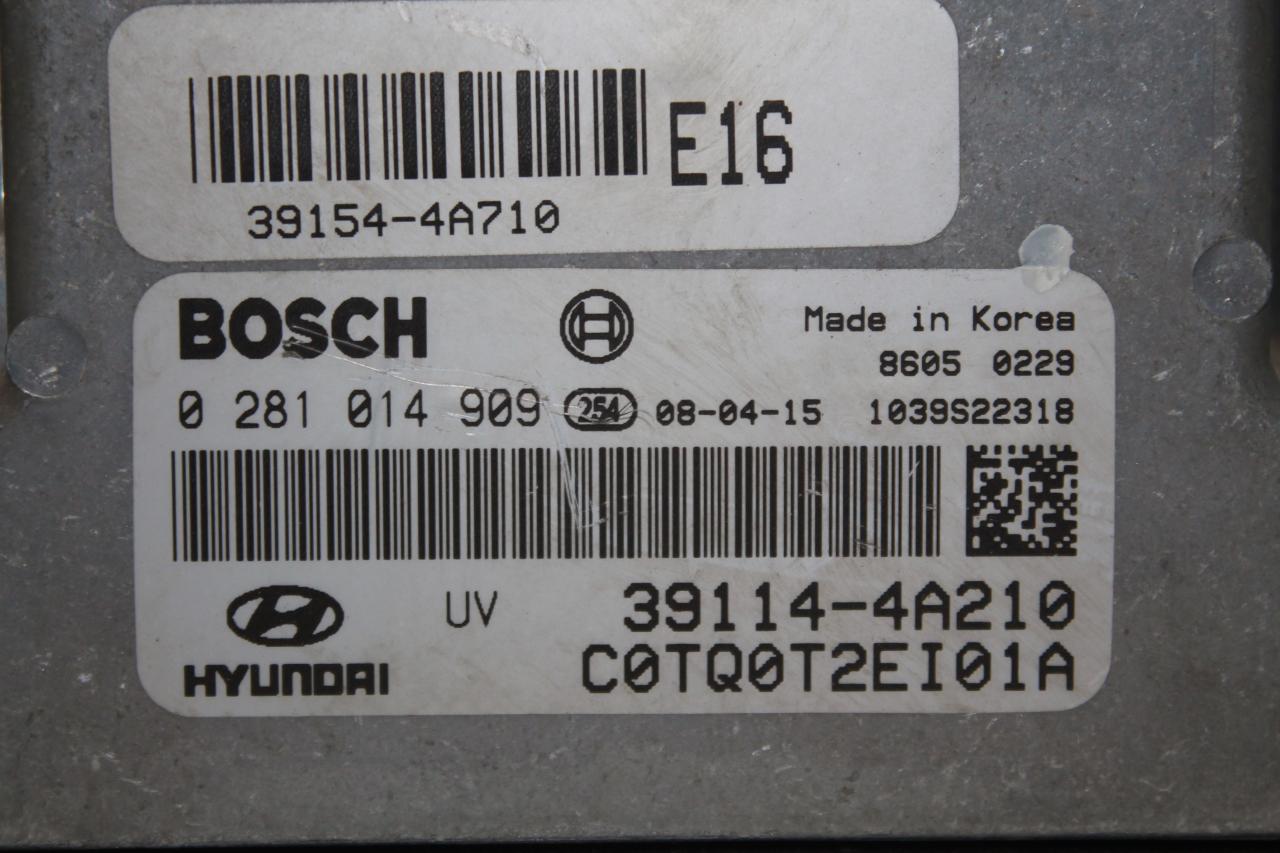 E16
39154-4A710
BOSCH
Made in Korea
8605 0229
0 281 014 909 254 08-04-15 1039S22318
UV
39114-4A210
HYUNDAI
C0TQ0T2EI01A